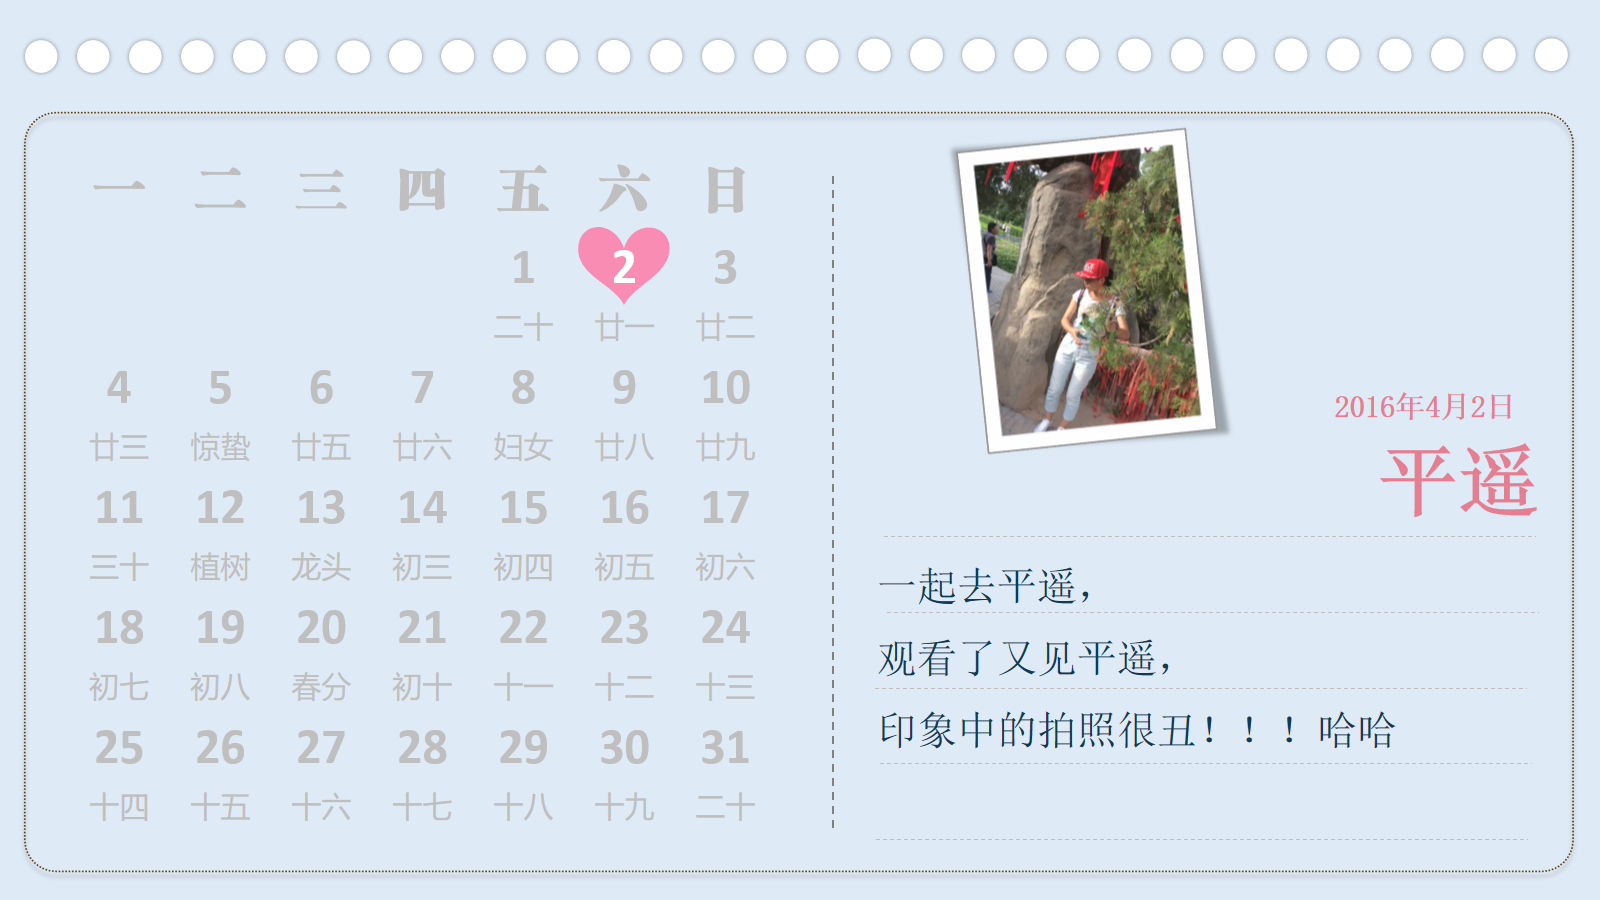 一 二 三 四 五 六 日
1 2 3
二十 廿一 廿二
4 5 6 7 8 9 10
廿三 惊蛰 廿五 廿六 妇女 廿八 廿九
11 12 13 14 15 16 17
三十 植树 龙头 初三 初四 初五 初六
18 19 20 21 22 23 24
初七 初八 春分 初十 十一 十二 十三
25 26 27 28 29 30 31
十四 十五 十六 十七 十八 十九 二十
2016年4月2日
平遥
一起去平遥，
观看了又见平遥，
印象中的拍照很丑！！！哈哈